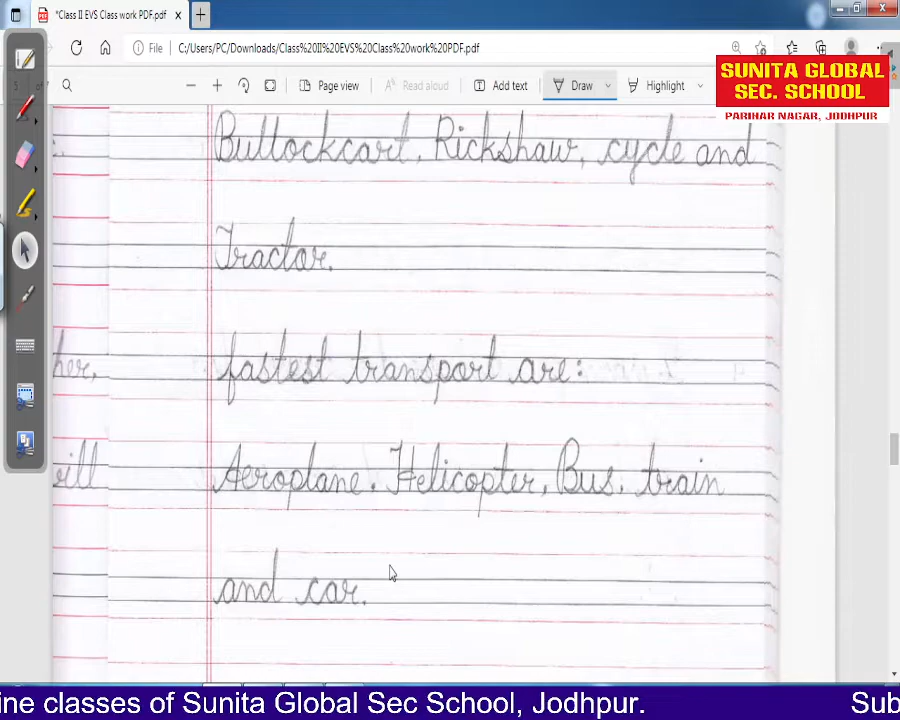 *Class II EVS Class work PDF.pdf
File C:/Users/PC/Downloads/Class%20II%20EVS%20Class%20work%20PDF.pdf
Page view Read aloud Add text Draw Highlight
SUNITA GLOBAL
SEC. SCHOOL
PARIHAR NAGAR, JODHPUR
Bullockcart, Rickshaw, cycle and
Tractor.
fastest transport are:
her,
Aeroplane, Helicopter, Bus, train
ill
and car.
ine classes of Sunita Global Sec School, Jodhpur. Sub